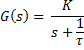 G(s) = K / (s + 1/τ)